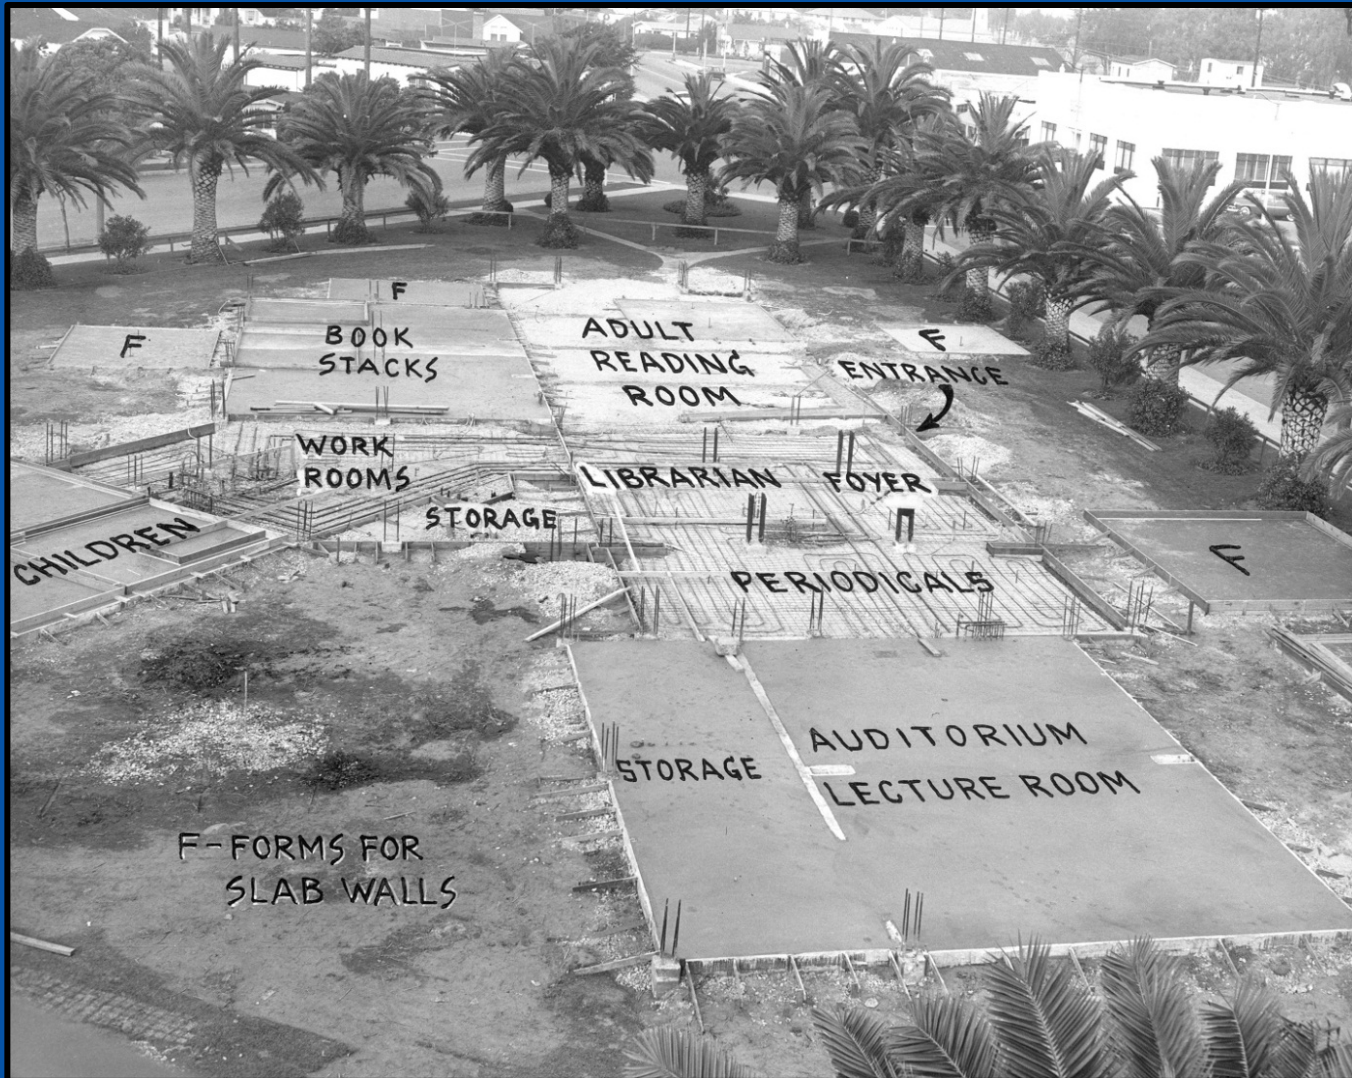 F
F
BOOK
STACKS
ADULT
READING
ROOM
F
ENTRANCE
WORK
ROOMS
LIBRARIAN
FOYER
STORAGE
CHILDREN
PERIODICALS
F
STORAGE
AUDITORIUM
LECTURE ROOM
F-FORMS FOR
SLAB WALLS